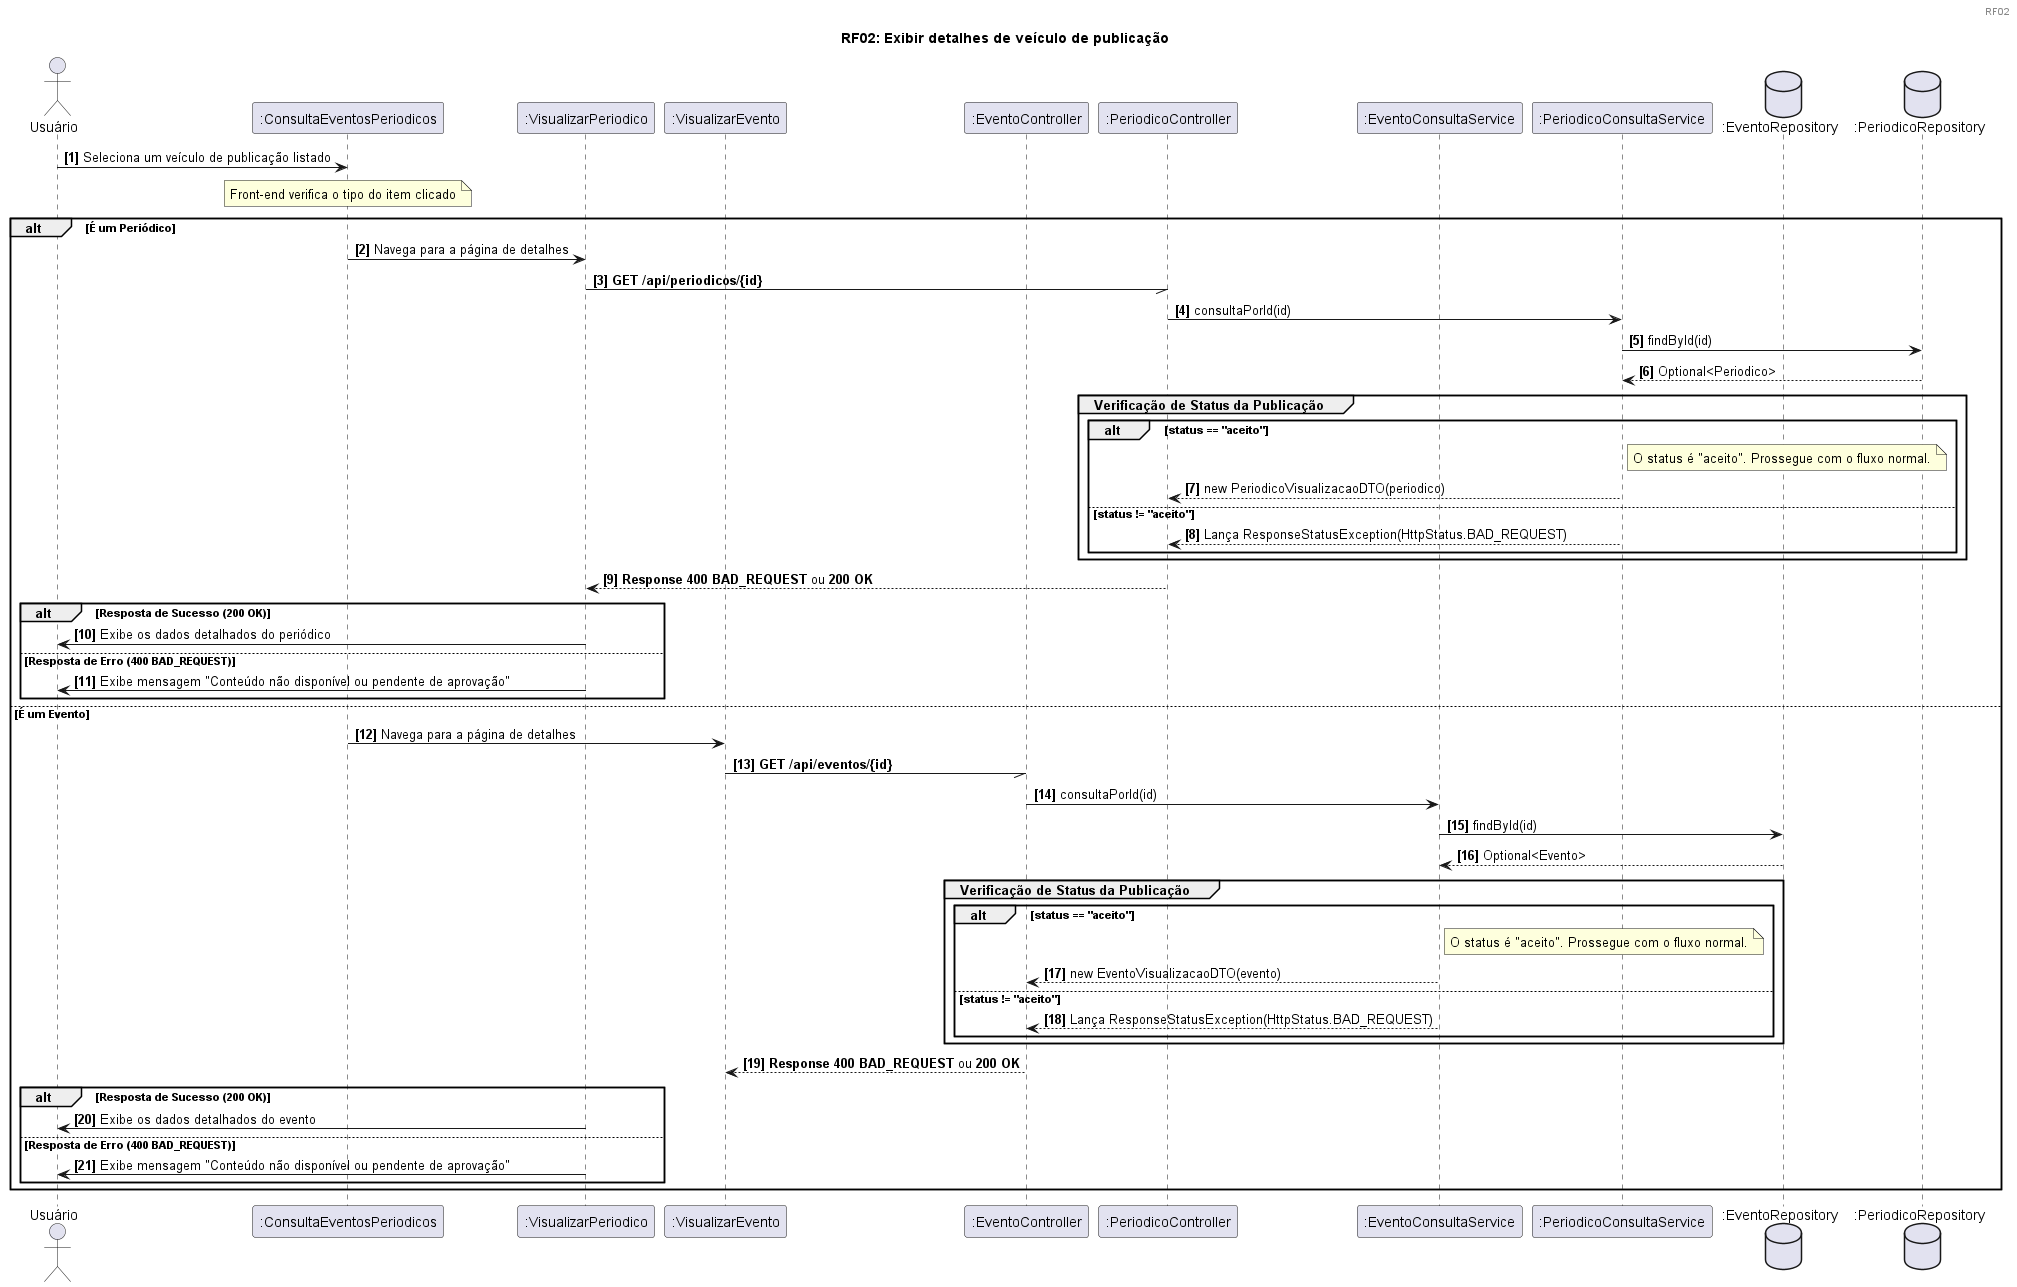 RF02
RF02: Exibir detalhes de veículo de publicação
Usuário
:ConsultaEventosPeriodicos
:VisualizarPeriodico
:VisualizarEvento
:EventoController
:PeriodicoController
:EventoConsultaService
:PeriodicoConsultaService
:EventoRepository
:PeriodicoRepository
[1] Seleciona um veículo de publicação listado
Front-end verifica o tipo do item clicado
alt [É um Periódico]
[2] Navega para a página de detalhes
[3] GET /api/periodicos/{id}
[4] consultaPorId(id)
[5] findById(id)
[6] Optional<Periodico>
Verificação de Status da Publicação
alt [status == "aceito"]
O status é "aceito". Prossegue com o fluxo normal.
[7] new PeriodicoVisualizacaoDTO(periodico)
[status != "aceito"]
[8] Lança ResponseStatusException(HttpStatus.BAD_REQUEST)
[9] Response 400 BAD_REQUEST ou 200 OK
alt [Resposta de Sucesso (200 OK)]
[10] Exibe os dados detalhados do periódico
[Resposta de Erro (400 BAD_REQUEST)]
[11] Exibe mensagem "Conteúdo não disponível ou pendente de aprovação"
[É um Evento]
[12] Navega para a página de detalhes
[13] GET /api/eventos/{id}
[14] consultaPorId(id)
[15] findById(id)
[16] Optional<Evento>
Verificação de Status da Publicação
alt [status == "aceito"]
O status é "aceito". Prossegue com o fluxo normal.
[17] new EventoVisualizacaoDTO(evento)
[status != "aceito"]
[18] Lança ResponseStatusException(HttpStatus.BAD_REQUEST)
[19] Response 400 BAD_REQUEST ou 200 OK
alt [Resposta de Sucesso (200 OK)]
[20] Exibe os dados detalhados do evento
[Resposta de Erro (400 BAD_REQUEST)]
[21] Exibe mensagem "Conteúdo não disponível ou pendente de aprovação"
Usuário
:ConsultaEventosPeriodicos
:VisualizarPeriodico
:VisualizarEvento
:EventoController
:PeriodicoController
:EventoConsultaService
:PeriodicoConsultaService
:EventoRepository
:PeriodicoRepository